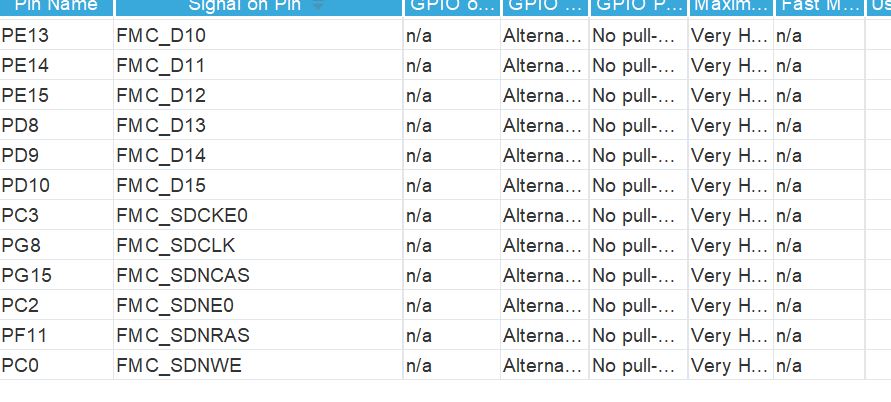 Pin Name Signal on Pin GPIO o... GPIO ... GPIO P... Maxim... Fast M... Us
PE13 FMC_D10 n/a Alterna... No pull-... Very H... n/a
PE14 FMC_D11 n/a Alterna... No pull-... Very H... n/a
PE15 FMC_D12 n/a Alterna... No pull-... Very H... n/a
PD8 FMC_D13 n/a Alterna... No pull-... Very H... n/a
PD9 FMC_D14 n/a Alterna... No pull-... Very H... n/a
PD10 FMC_D15 n/a Alterna... No pull-... Very H... n/a
PC3 FMC_SDCKE0 n/a Alterna... No pull-... Very H... n/a
PG8 FMC_SDCLK n/a Alterna... No pull-... Very H... n/a
PG15 FMC_SDNCAS n/a Alterna... No pull-... Very H... n/a
PC2 FMC_SDNE0 n/a Alterna... No pull-... Very H... n/a
PF11 FMC_SDNRAS n/a Alterna... No pull-... Very H... n/a
PC0 FMC_SDNWE n/a Alterna... No pull-... Very H... n/a